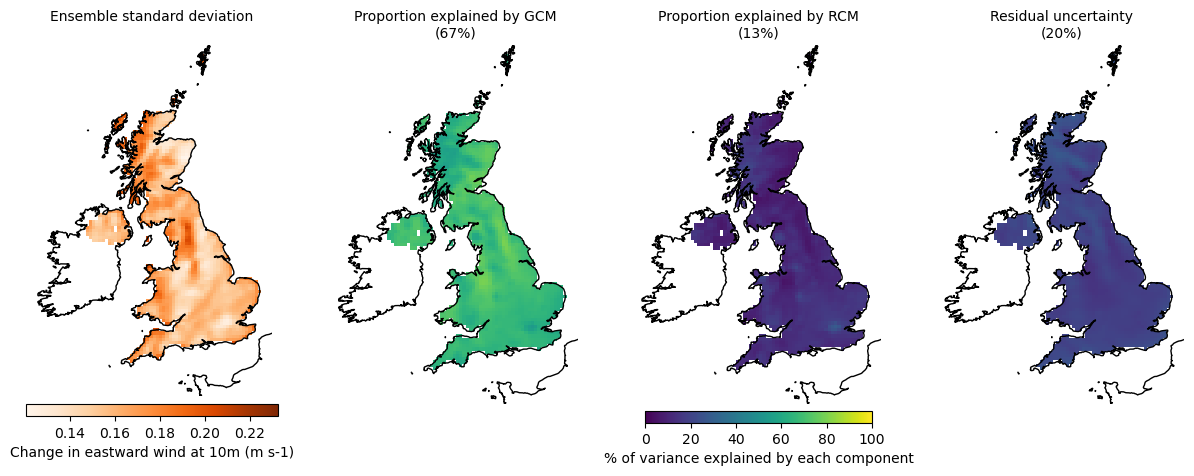 Ensemble standard deviation
Proportion explained by GCM
(67%)
Proportion explained by RCM
(13%)
Residual uncertainty
(20%)
0.14 0.16 0.18 0.20 0.22
Change in eastward wind at 10m (m s-1)
0 20 40 60 80 100
% of variance explained by each component